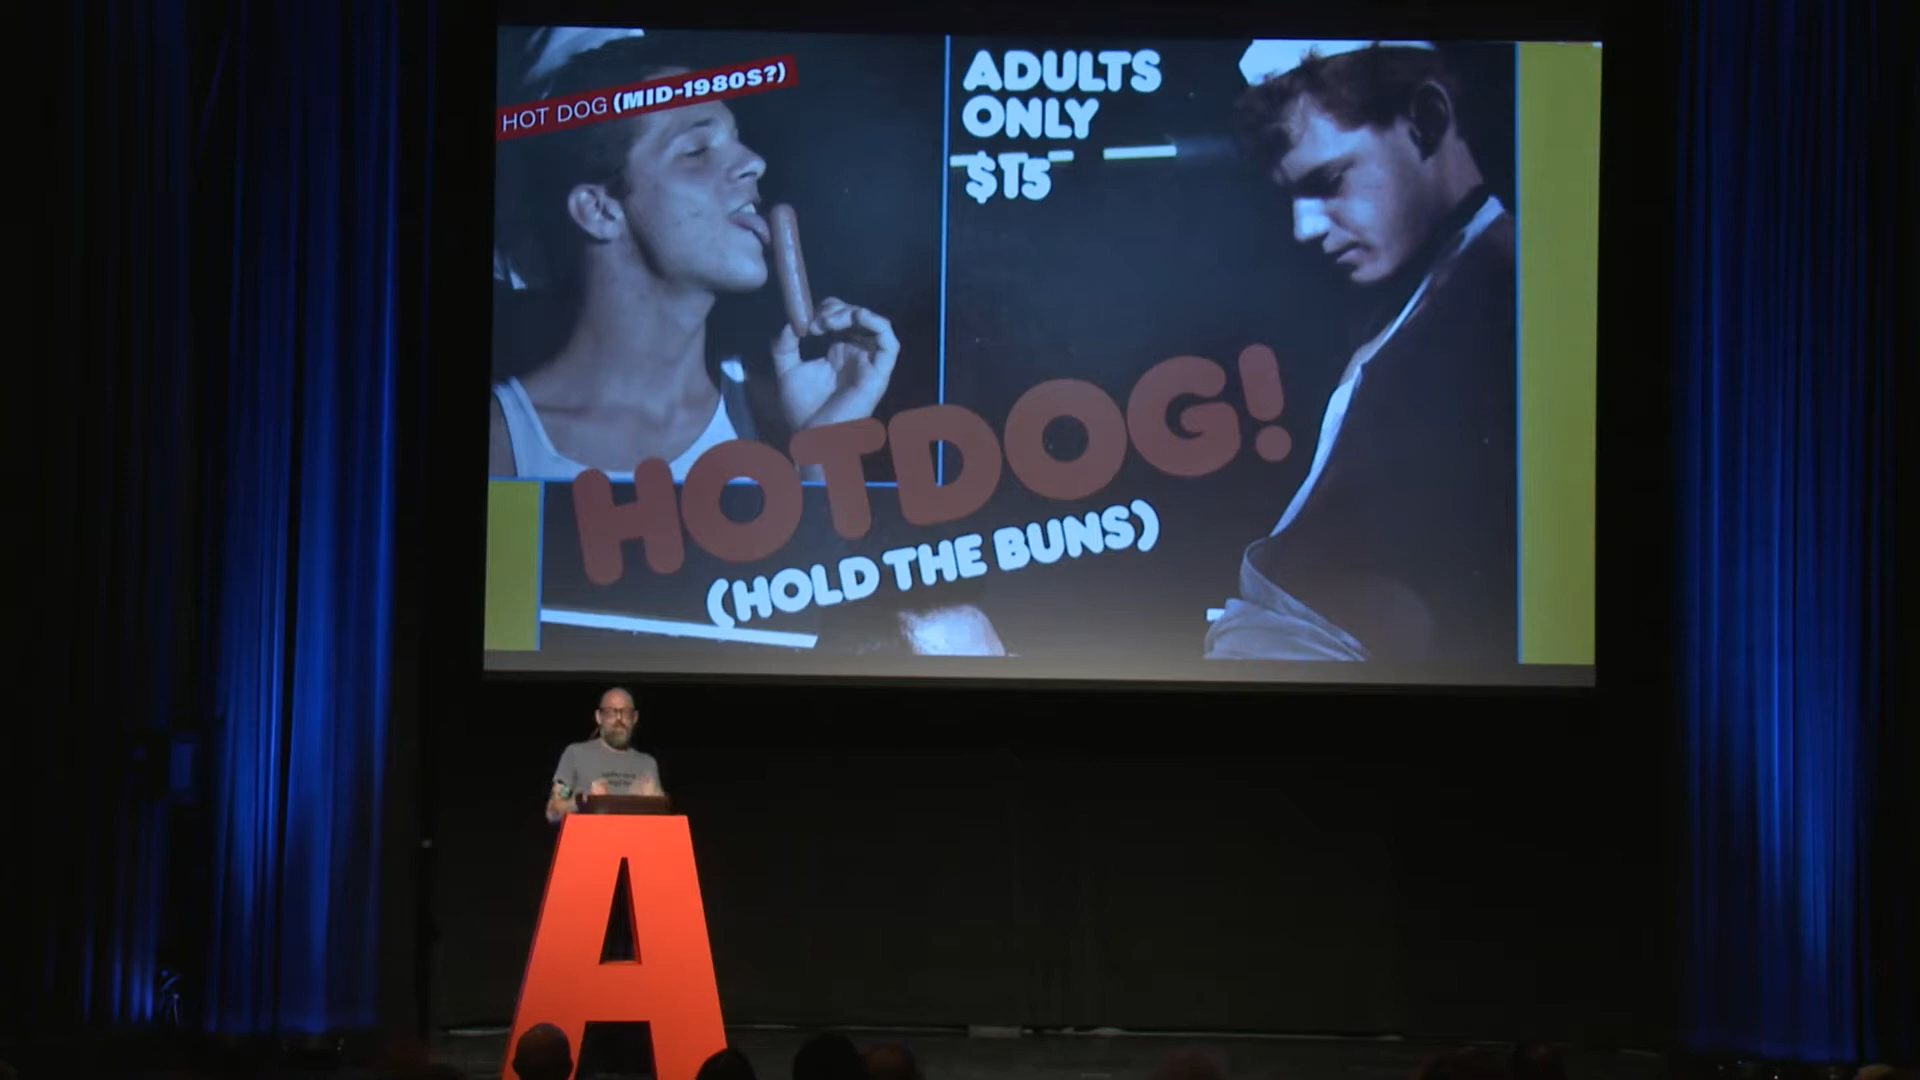 HOT DOG (MID-1980S?)
ADULTS
ONLY
$15
HOTDOG!
(HOLD THE BUNS)
A